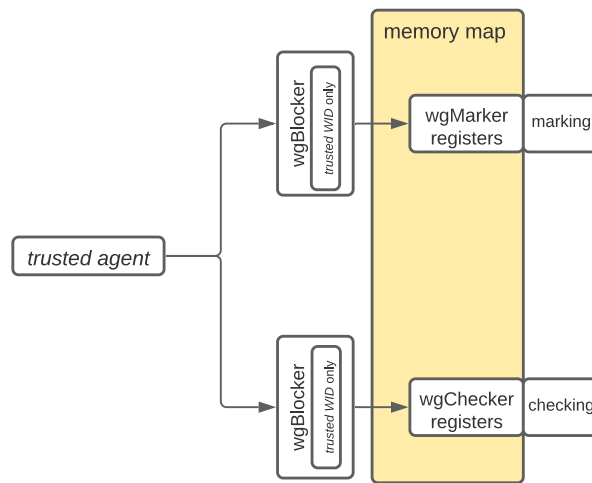 memory map
wgBlocker
trusted WID only
wgMarker
registers
marking
trusted agent
wgBlocker
trusted WID only
wgChecker
registers
checking